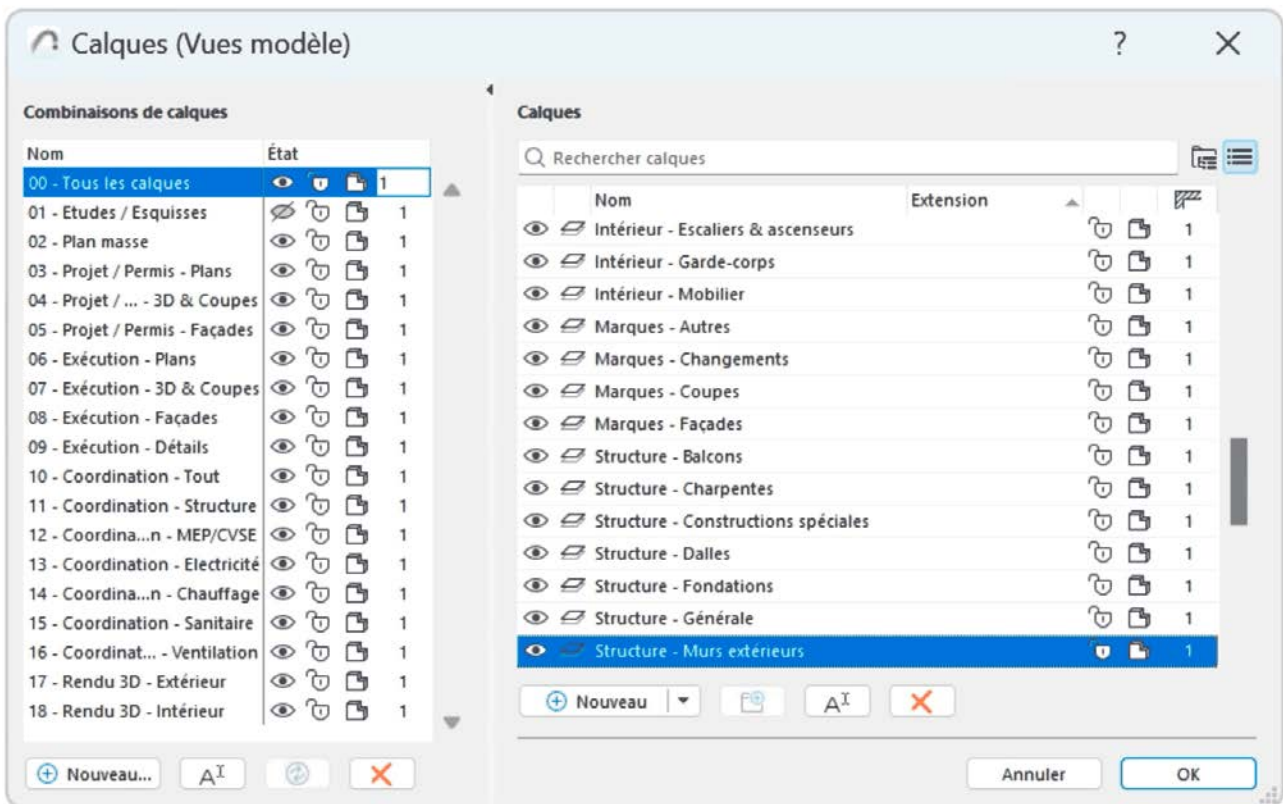 Calques (Vues modèle) ?
Combinaisons de calques
Nom État
00 - Tous les calques 1
01 - Etudes / Esquisses 1
02 - Plan masse 1
03 - Projet / Permis - Plans 1
04 - Projet / ... - 3D & Coupes 1
05 - Projet / Permis - Façades 1
06 - Exécution - Plans 1
07 - Exécution - 3D & Coupes 1
08 - Exécution - Façades 1
09 - Exécution - Détails 1
10 - Coordination - Tout 1
11 - Coordination - Structure 1
12 - Coordina...n - MEP/CVSE 1
13 - Coordination - Electricité 1
14 - Coordina...n - Chauffage 1
15 - Coordination - Sanitaire 1
16 - Coordinat... - Ventilation 1
17 - Rendu 3D - Extérieur 1
18 - Rendu 3D - Intérieur 1
Nouveau...
Calques
Rechercher calques
Nom Extension
Intérieur - Escaliers & ascenseurs 1
Intérieur - Garde-corps 1
Intérieur - Mobilier 1
Marques - Autres 1
Marques - Changements 1
Marques - Coupes 1
Marques - Façades 1
Structure - Balcons 1
Structure - Charpentes 1
Structure - Constructions spéciales 1
Structure - Dalles 1
Structure - Fondations 1
Structure - Générale 1
Structure - Murs extérieurs 1
Nouveau
Annuler OK